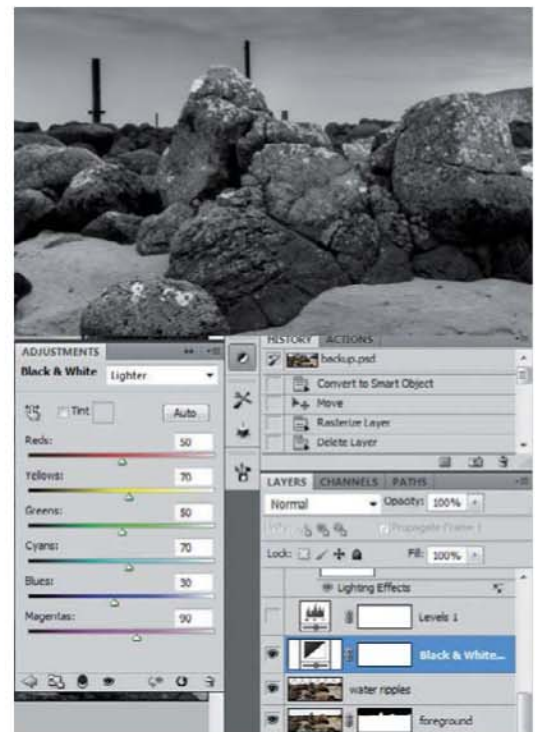 ADJUSTMENTS
Black & White Lighter
Tint Auto
Reds: 50
Yellows: 70
Greens: 50
Cyans: 70
Blues: 30
Magentas: 90
HISTORY ACTIONS
backup.psd
Convert to Smart Object
Move
Rasterize Layer
Delete Layer
LAYERS CHANNELS PATHS
Normal Opacity: 100%
Propagate Frame 1
Lock: Fill: 100%
Lighting Effects
Levels 1
Black & White...
water ripples
foreground